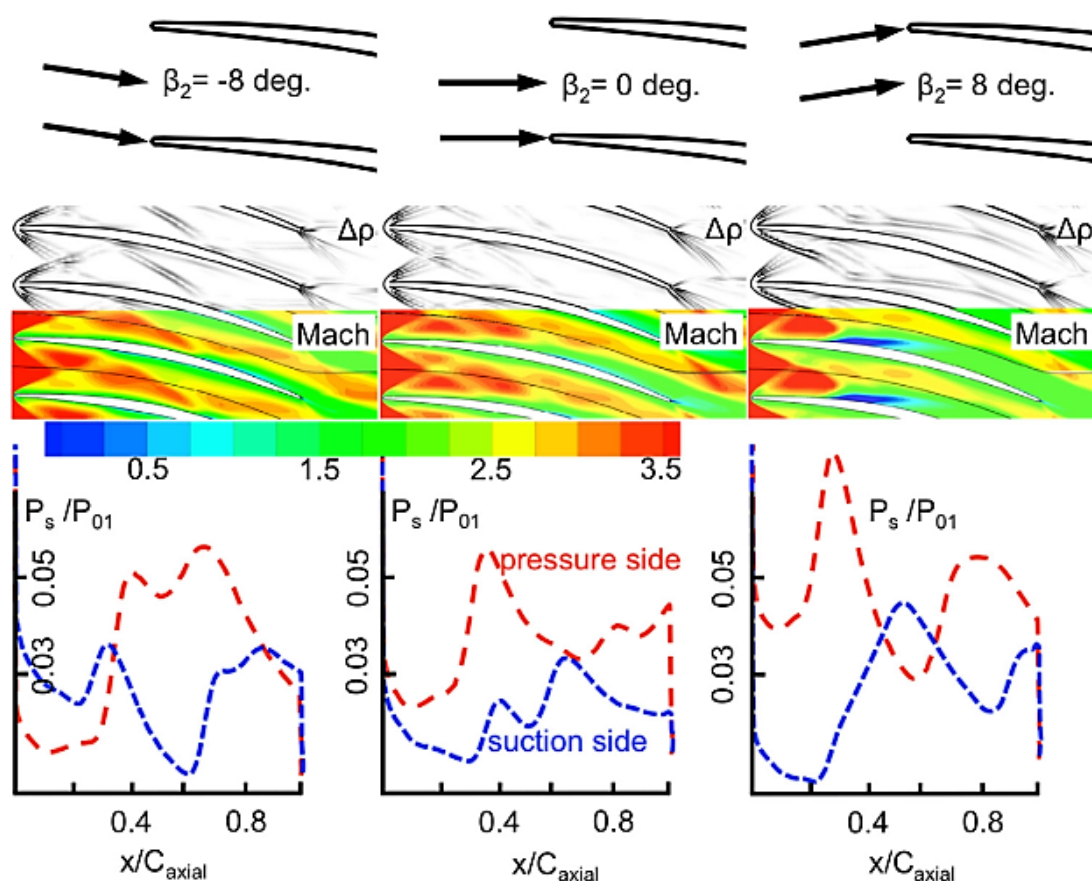 β₂= -8 deg.
β₂= 0 deg.
β₂= 8 deg.
Δρ
Δρ
Δρ
Mach
Mach
Mach
0.5
1.5
2.5
3.5
Pₛ /P₀₁
Pₛ /P₀₁
Pₛ /P₀₁
0.05
0.05
0.05
pressure side
0.03
0.03
0.03
suction side
0.4
0.8
0.4
0.8
0.4
0.8
x/C_axial
x/C_axial
x/C_axial